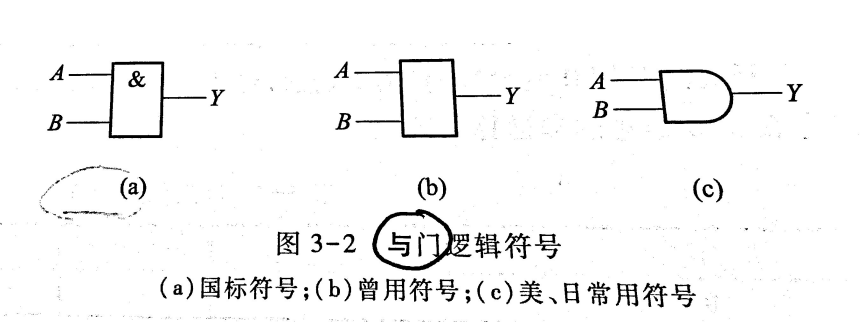 A & Y B
A Y B
A B Y
(a) (b) (c)
图 3-2 与门逻辑符号
(a)国标符号;(b)曾用符号;(c)美、日常用符号